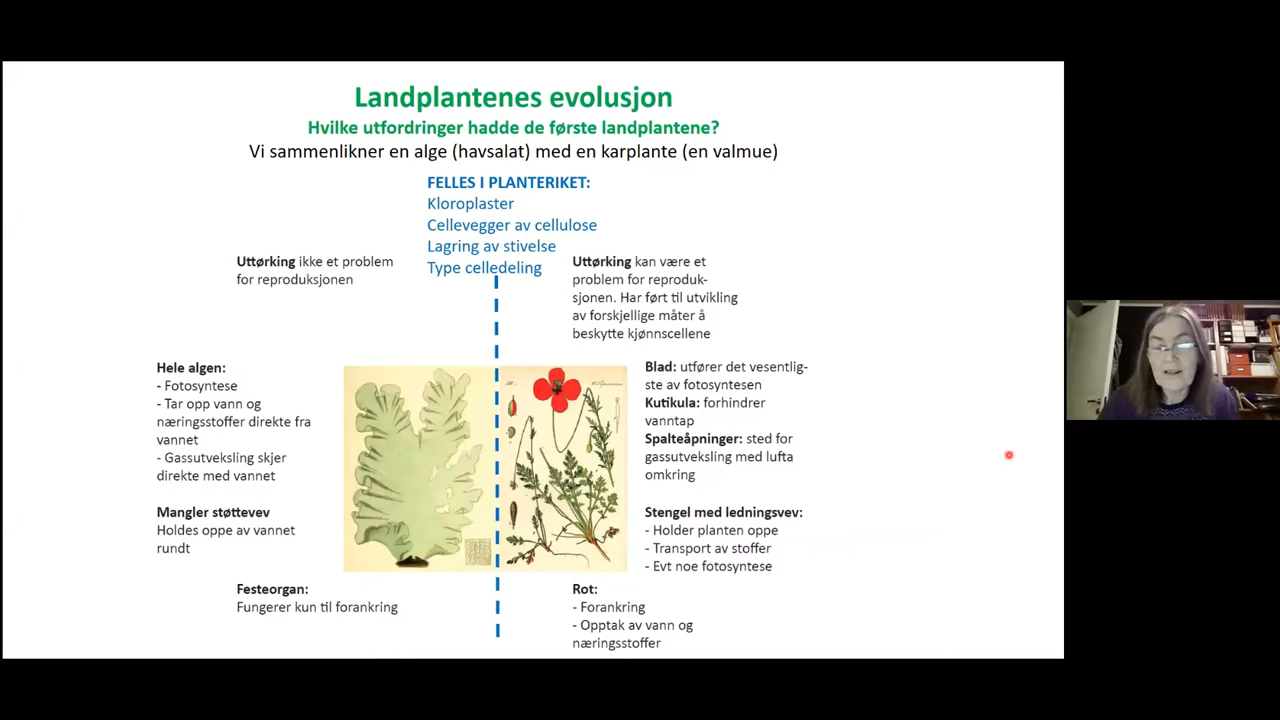 Landplantenes evolusjon
Hvilke utfordringer hadde de første landplantene?
Vi sammenlikner en alge (havsalat) med en karplante (en valmue)
FELLES I PLANTERIKET:
Kloroplaster
Cellevegger av cellulose
Lagring av stivelse
Type celledeling
Uttørking ikke et problem
for reproduksjonen
Uttørking kan være et
problem for reproduk-
sjonen. Har ført til utvikling
av forskjellige måter å
beskytte kjønnscellene
Hele algen:
- Fotosyntese
- Tar opp vann og
næringsstoffer direkte fra
vannet
- Gassutveksling skjer
direkte med vannet
Mangler støttevev
Holdes oppe av vannet
rundt
Festeorgan:
Fungerer kun til forankring
Blad: utfører det vesentlig-
ste av fotosyntesen
Kutikula: forhindrer
vanntap
Spalteåpninger: sted for
gassutveksling med lufta
omkring
Stengel med ledningsvev:
- Holder planten oppe
- Transport av stoffer
- Evt noe fotosyntese
Rot:
- Forankring
- Opptak av vann og
næringsstoffer